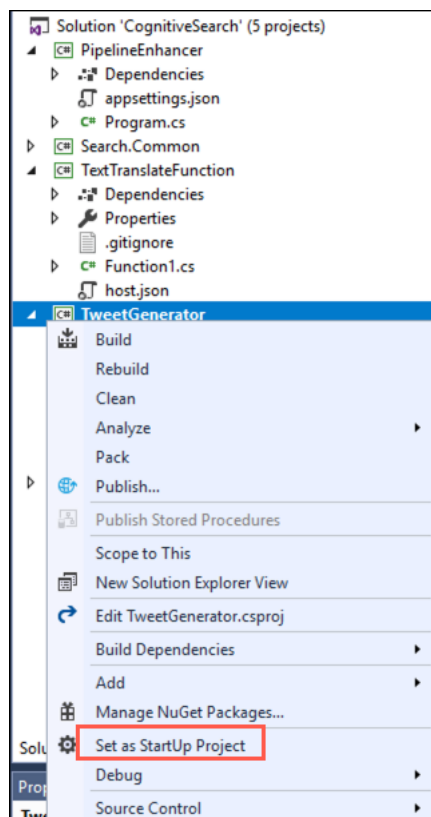 Solution 'CognitiveSearch' (5 projects)
C# PipelineEnhancer
Dependencies
appsettings.json
C# Program.cs
C# Search.Common
C# TextTranslateFunction
Dependencies
Properties
.gitignore
C# Function1.cs
host.json
C# TweetGenerator
Build
Rebuild
Clean
Analyze
Pack
Publish...
Publish Stored Procedures
Scope to This
New Solution Explorer View
Edit TweetGenerator.csproj
Build Dependencies
Add
Manage NuGet Packages...
Solu
Set as StartUp Project
Debug
Prop
Source Control